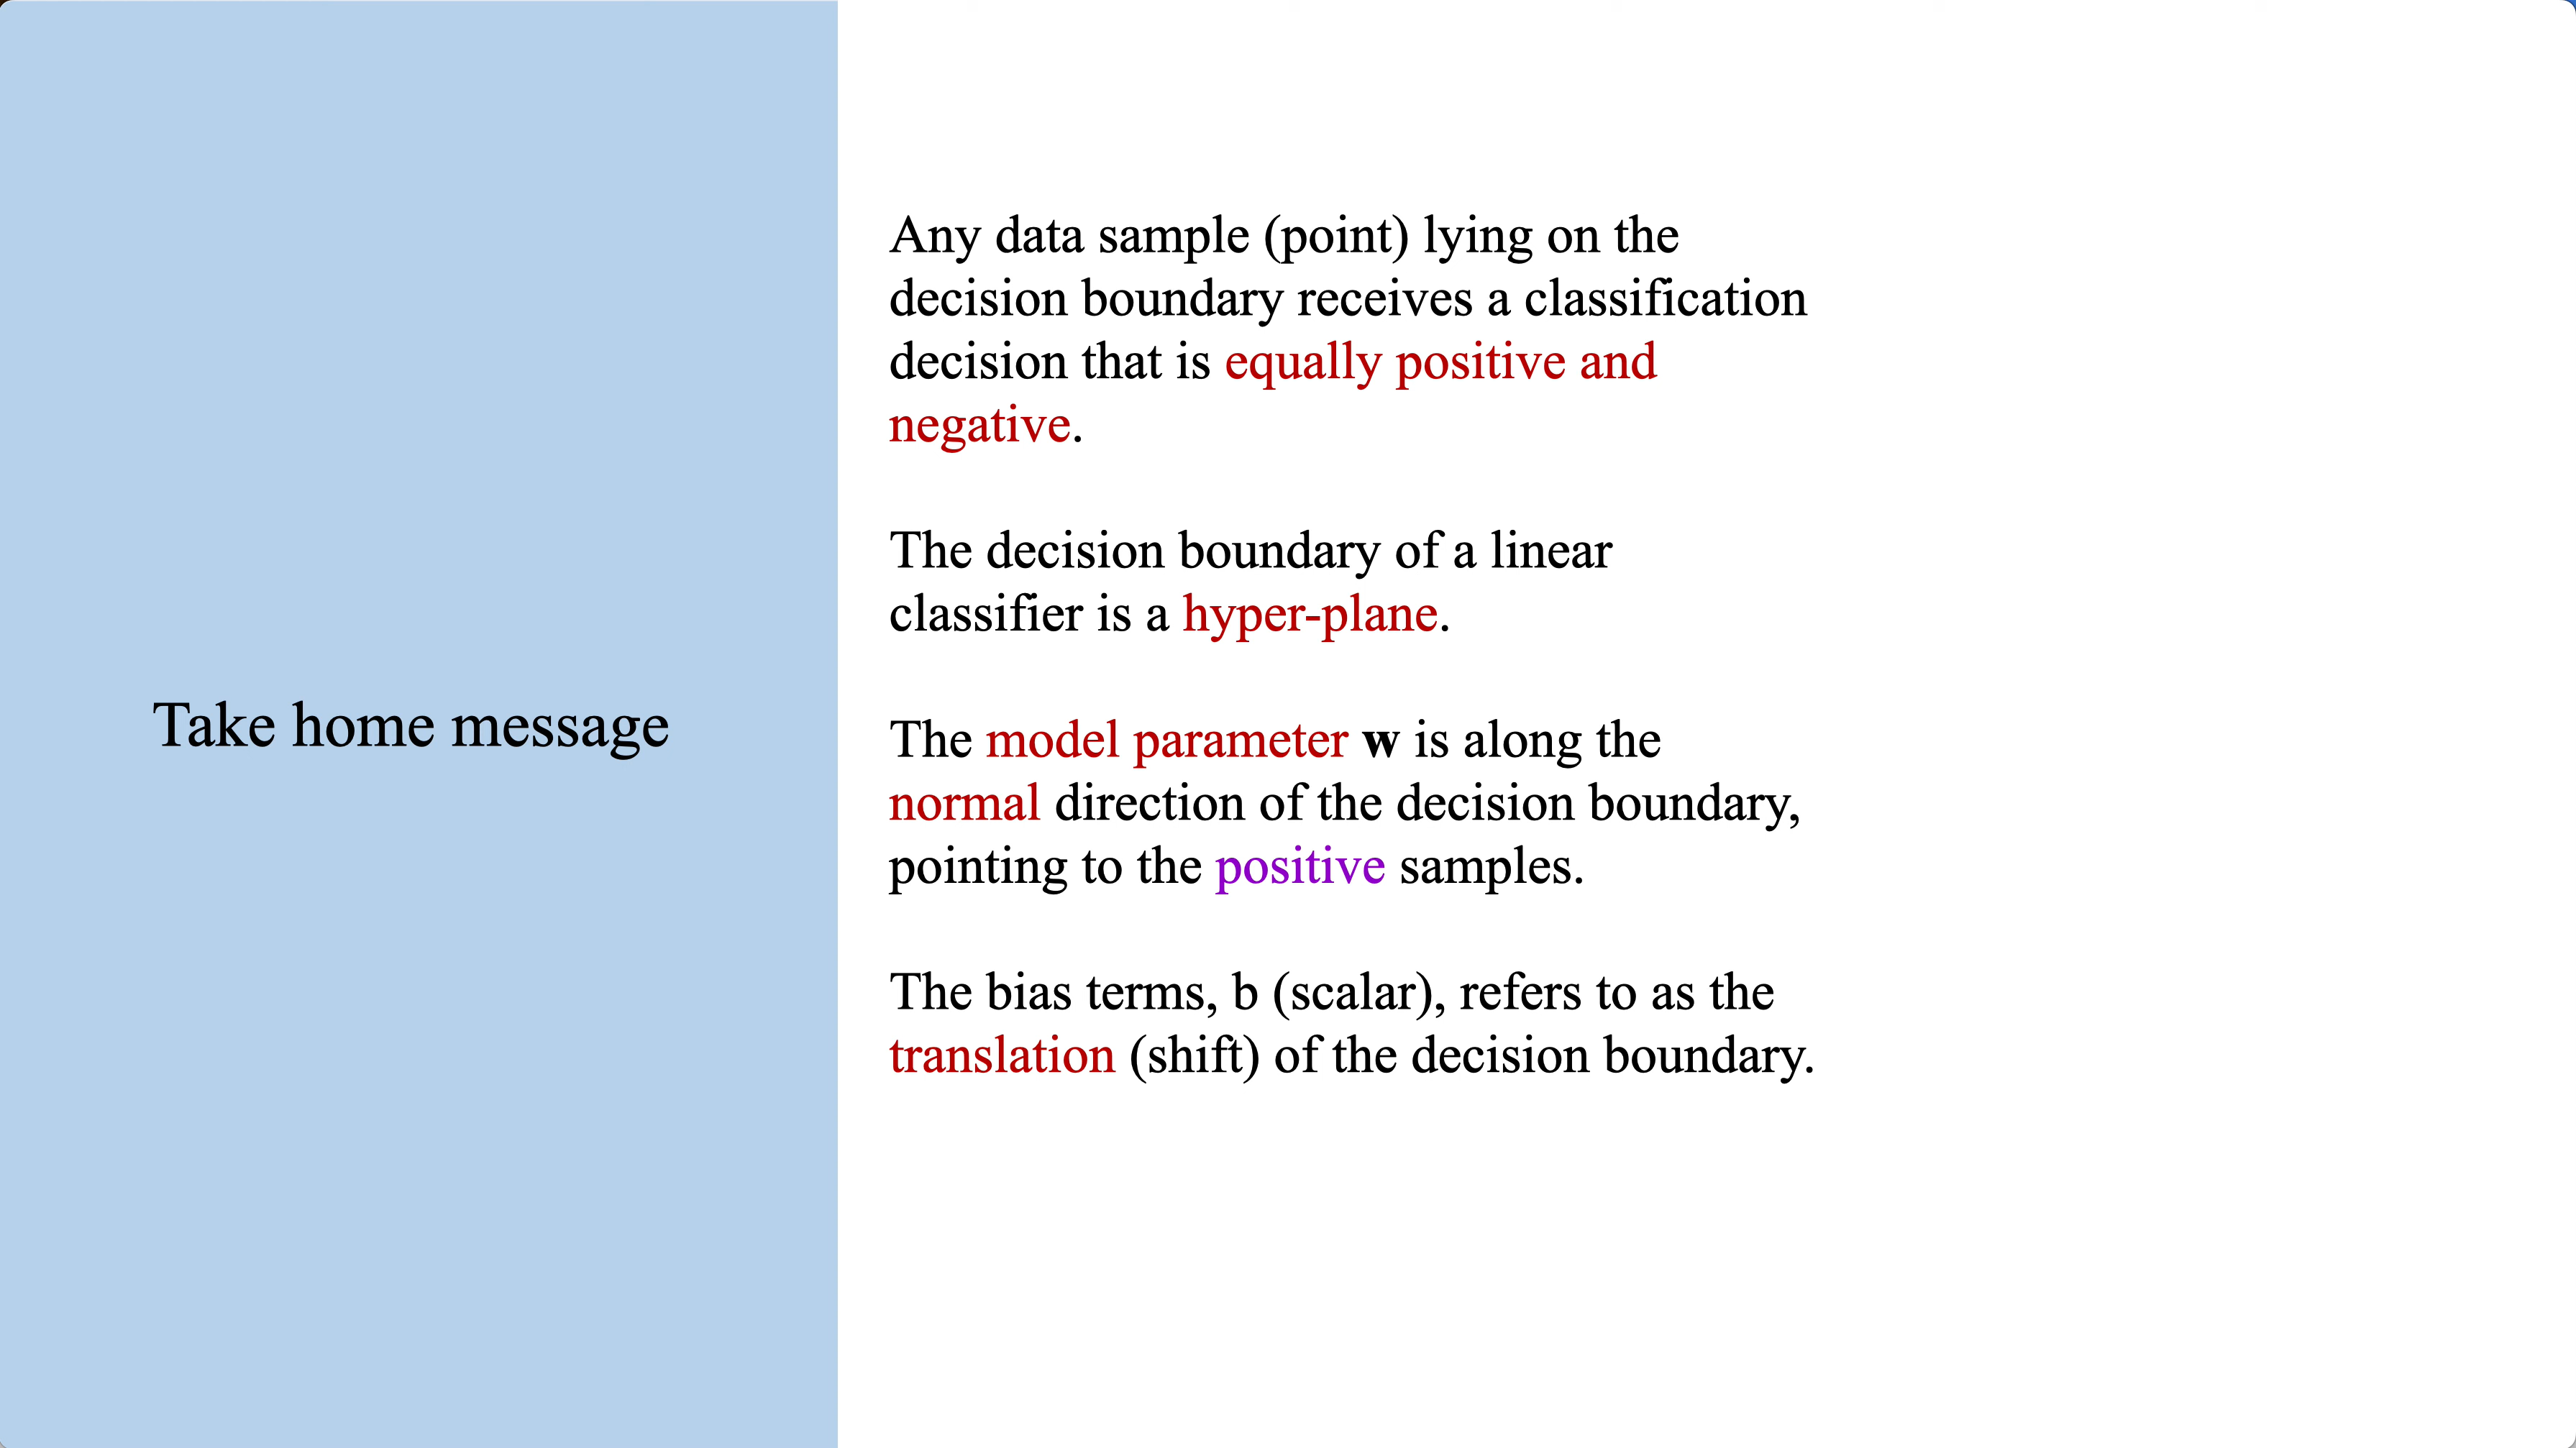 Take home message
Any data sample (point) lying on the
decision boundary receives a classification
decision that is equally positive and
negative.
The decision boundary of a linear
classifier is a hyper-plane.
The model parameter w is along the
normal direction of the decision boundary,
pointing to the positive samples.
The bias terms, b (scalar), refers to as the
translation (shift) of the decision boundary.